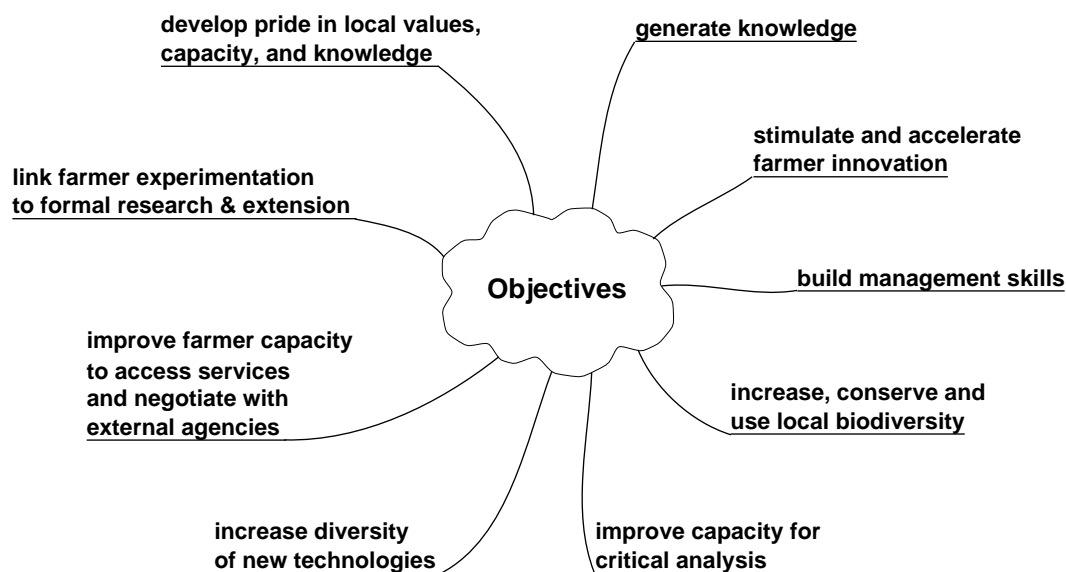 develop pride in local values,
capacity, and knowledge
generate knowledge
stimulate and accelerate
farmer innovation
link farmer experimentation
to formal research & extension
Objectives
build management skills
improve farmer capacity
to access services
and negotiate with
external agencies
increase, conserve and
use local biodiversity
increase diversity
of new technologies
improve capacity for
critical analysis